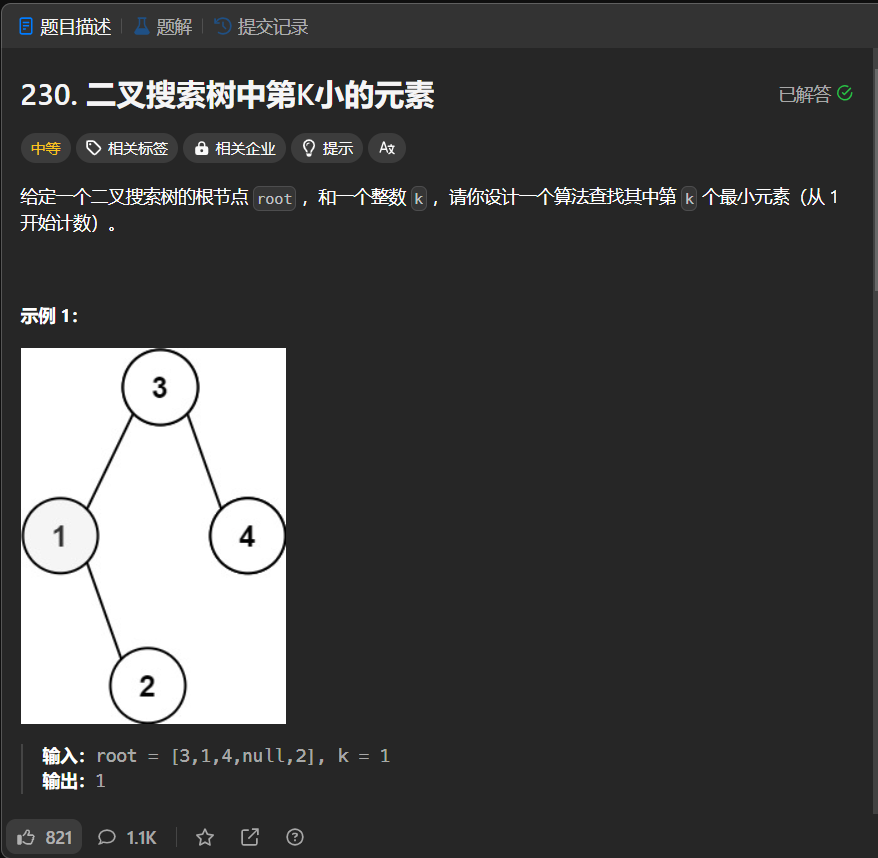 题目描述 题解 提交记录
230. 二叉搜索树中第K小的元素 已解答
中等 相关标签 相关企业 提示 Ax
给定一个二叉搜索树的根节点 root ，和一个整数 k ，请你设计一个算法查找其中第 k 个最小元素（从 1
开始计数）。
示例 1：
3
1 4
2
输入：root = [3,1,4,null,2], k = 1
输出：1
821 1.1K